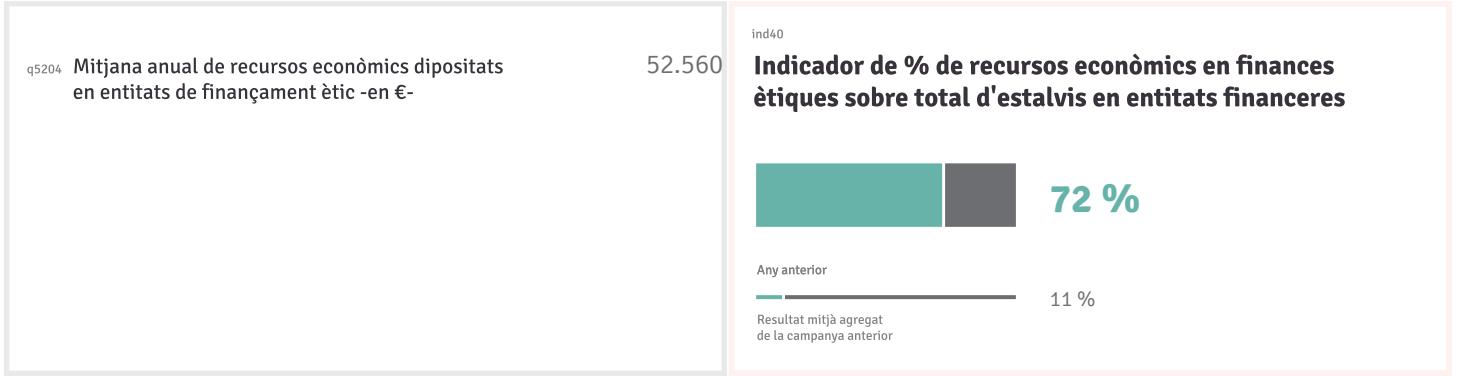 q5204 Mitjana anual de recursos econòmics dipositats 52.560
en entitats de finançament ètic -en €-
ind40
Indicador de % de recursos econòmics en finances
ètiques sobre total d'estalvis en entitats financeres
72 %
Any anterior
11 %
Resultat mitjà agregat
de la campanya anterior